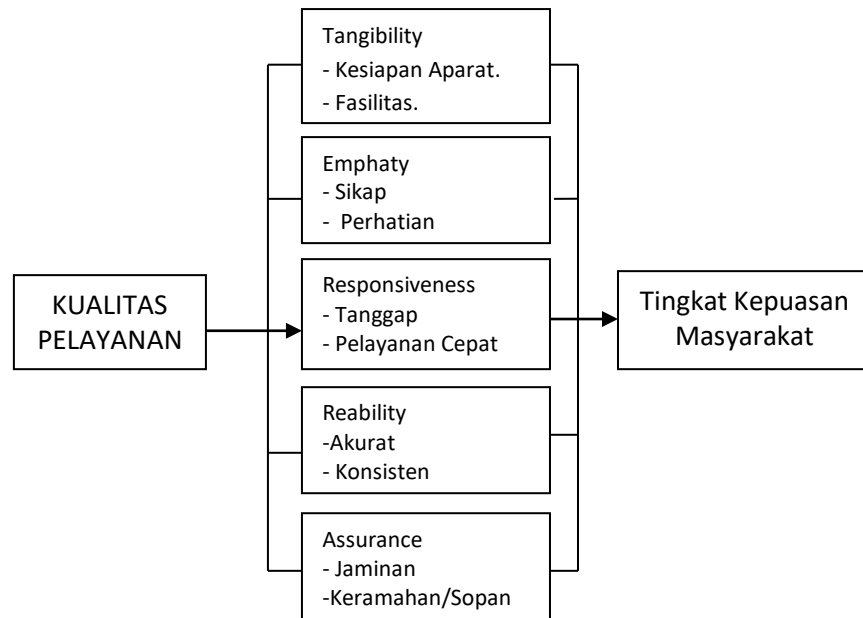 Tangibility
- Kesiapan Aparat.
- Fasilitas.
Emphaty
- Sikap
- Perhatian
KUALITAS
PELAYANAN
Responsiveness
- Tanggap
- Pelayanan Cepat
Tingkat Kepuasan
Masyarakat
Reability
-Akurat
- Konsisten
Assurance
- Jaminan
-Keramahan/Sopan